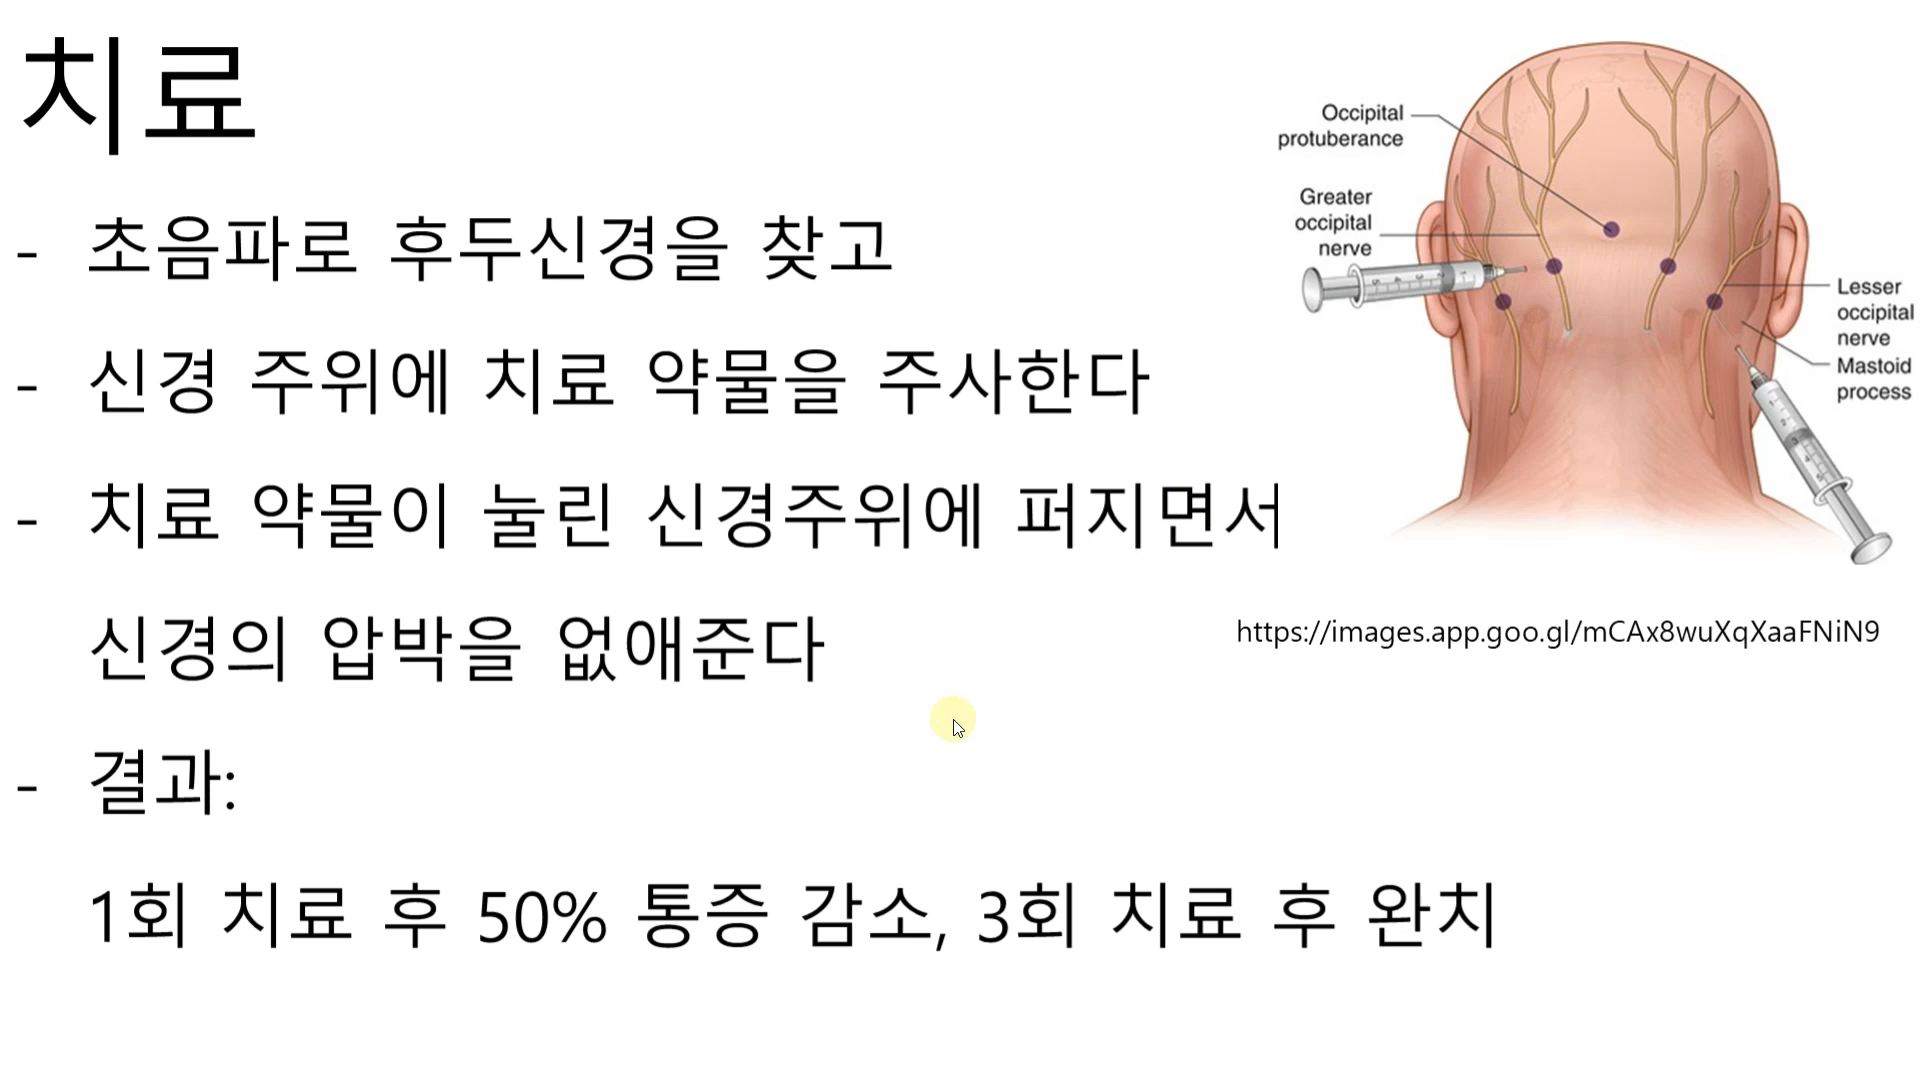 치료
- 초음파로 후두신경을 찾고
- 신경 주위에 치료 약물을 주사한다
- 치료 약물이 눌린 신경주위에 퍼지면서
신경의 압박을 없애준다
- 결과:
1회 치료 후 50% 통증 감소, 3회 치료 후 완치
Occipital
protuberance
Greater
occipital
nerve
Lesser
occipital
nerve
Mastoid
process
https://images.app.goo.gl/mCAx8wuXqXaaFNiN9